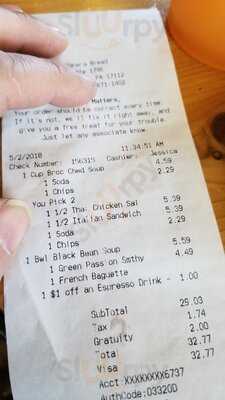 Panera Bread
PA 17112
Matters,
Your order should be correct every time.
If it's not, we'll fix it right away, and
give you a free treat for your trouble.
Just let any associate know.
5/2/2018 11:34:51 AM
Check Number: 156315 Cashier: Jessica
1 Cup Broc Ched Soup 4.59
1 Soda 2.29
1 Chips
You Pick 2
1 1/2 Thai Chicken Sal 5.39
1 1/2 Italian Sandwich 5.39
1 Soda 2.29
1 Chips
1 Bwl Black Bean Soup 5.59
1 Green Passion Smthy 4.49
1 French Baguette
1 $1 off an Espresso Drink - 1.00
SubTotal 29.03
Tax 1.74
Gratuity 2.00
Total 32.77
Visa 32.77
Acct:XXXXXXXX6737
AuthCode:03320D